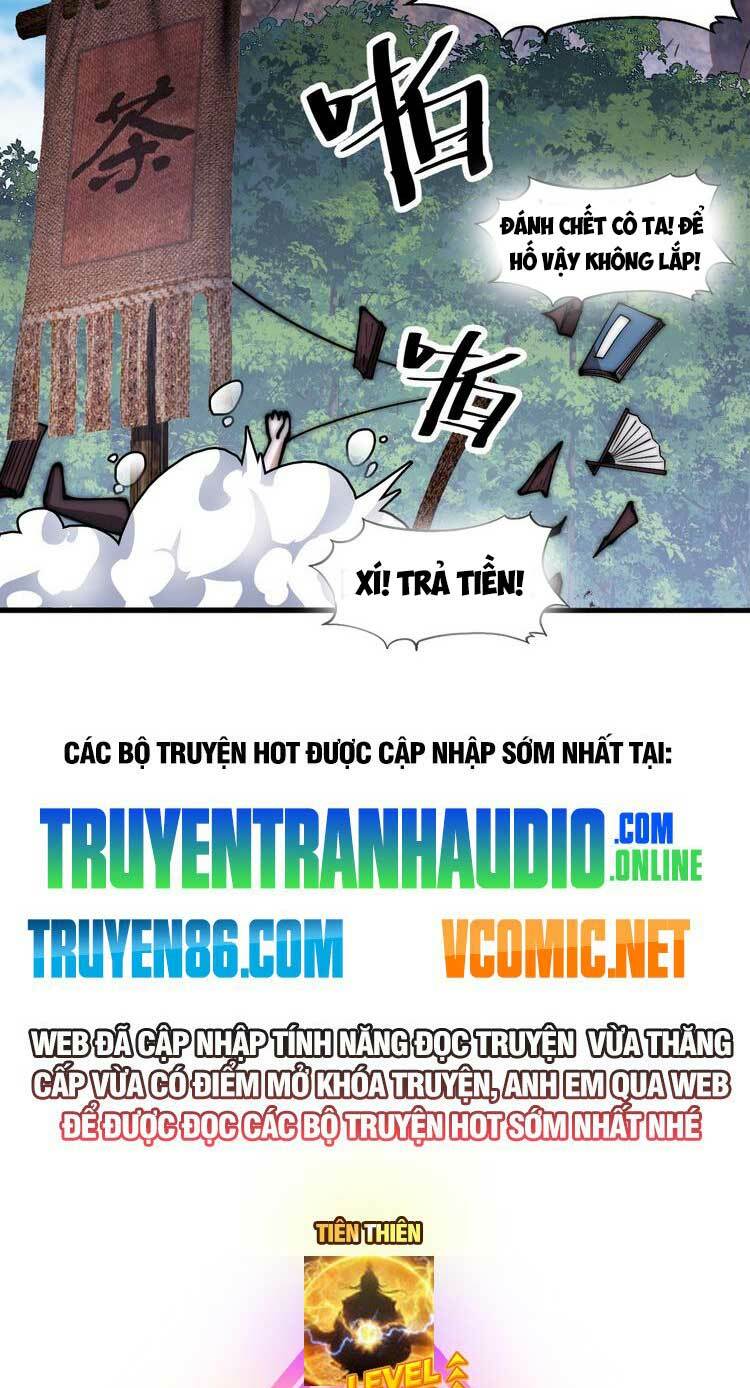 茶
啪
ĐÁNH CHẾT CÔ TA! ĐỂ
HỐ VẬY KHÔNG LẤP!
啪
XÍ! TRẢ TIỀN!
CÁC BỘ TRUYỆN HOT ĐƯỢC CẬP NHẬP SỚM NHẤT TẠI:
TRUYENTRANHAUDIO.COM
.ONLINE
TRUYEN86.COM
VCOMIC.NET
WEB ĐÃ CẬP NHẬP TÍNH NĂNG ĐỌC TRUYỆN VỪA THĂNG
CẤP VỪA CÓ ĐIỂM MỞ KHÓA TRUYỆN, ANH EM QUA WEB
ĐỂ ĐƯỢC ĐỌC CÁC BỘ TRUYỆN HOT SỚM NHẤT NHÉ
TIÊN THIÊN
LEVEL